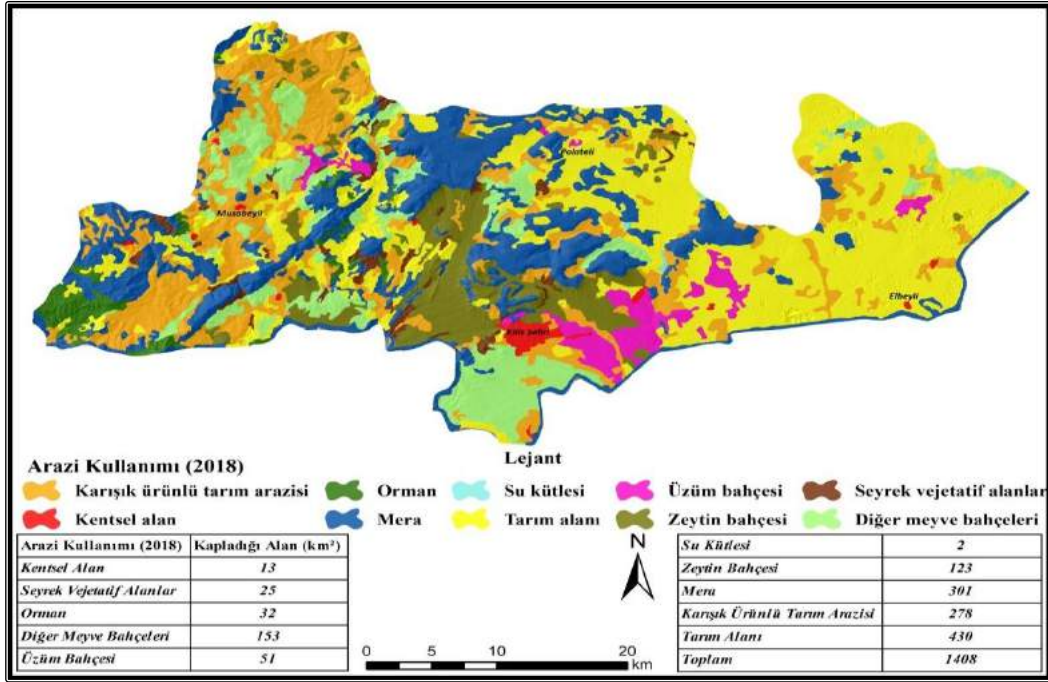 Polateli
Musabeyli
Elbeyli
Kilis Şehri
Lejant
Arazi Kullanımı (2018)
Karışık ürünlü tarım arazisi
Orman
Su kütlesi
Üzüm bahçesi
Seyrek vejetatif alanlar
Kentsel alan
Mera
Tarım alanı
Zeytin bahçesi
Diğer meyve bahçeleri
Arazi Kullanımı (2018) Kapladığı Alan (km²)
Kentsel Alan 13
Seyrek Vejetatif Alanlar 25
Orman 32
Diğer Meyve Bahçeleri 153
Üzüm Bahçesi 51
N
0 5 10 20
km
Su Kütlesi 2
Zeytin Bahçesi 123
Mera 301
Karışık Ürünlü Tarım Arazisi 278
Tarım Alanı 430
Toplam 1408